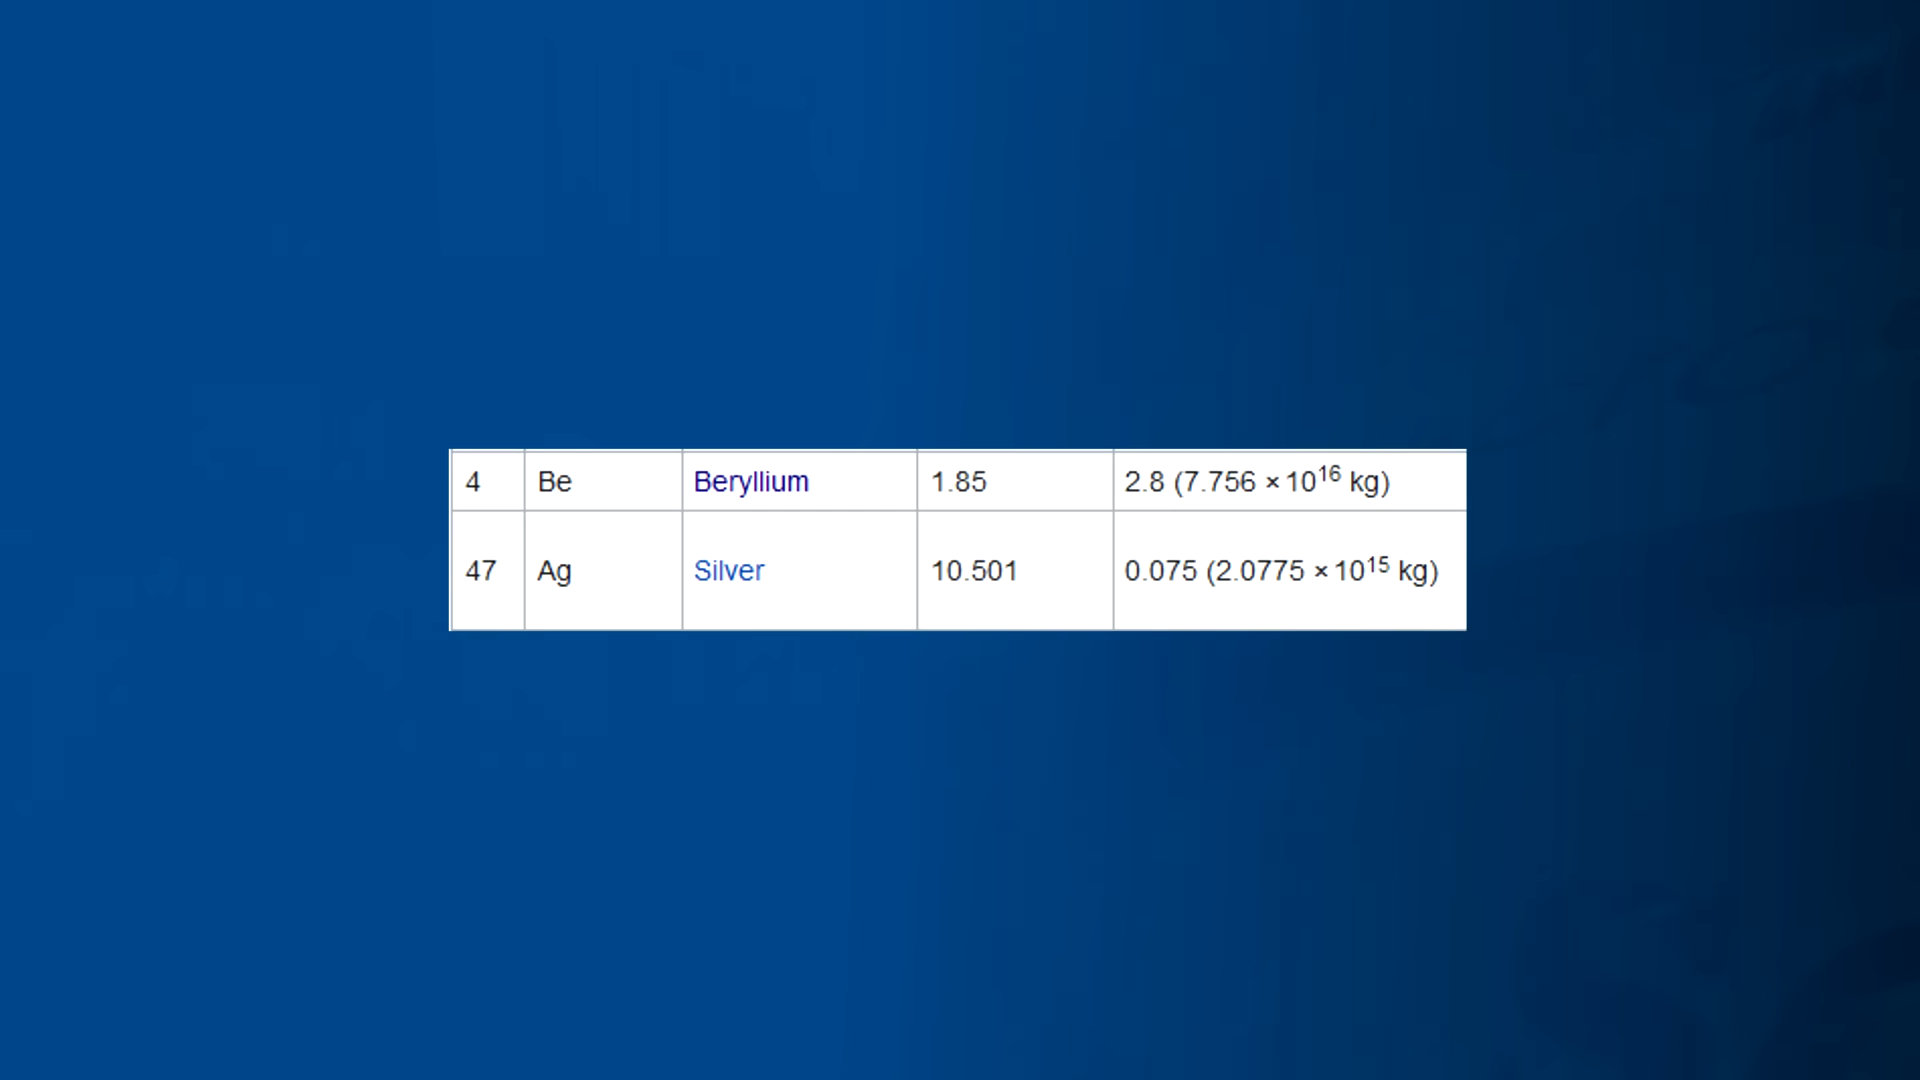 4 Be Beryllium 1.85 2.8 (7.756 ×10¹⁶ kg)
47 Ag Silver 10.501 0.075 (2.0775 ×10¹⁵ kg)